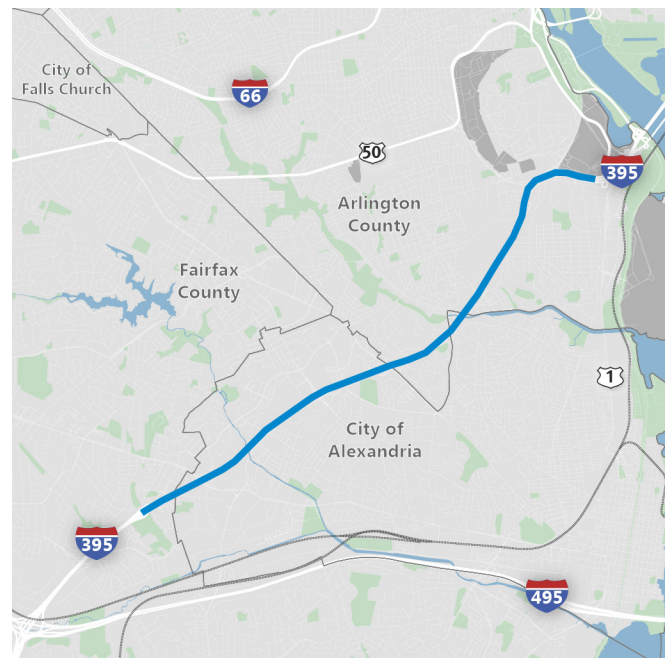 City of
Falls Church
66
50
395
Arlington
County
Fairfax
County
1
City of
Alexandria
395
495